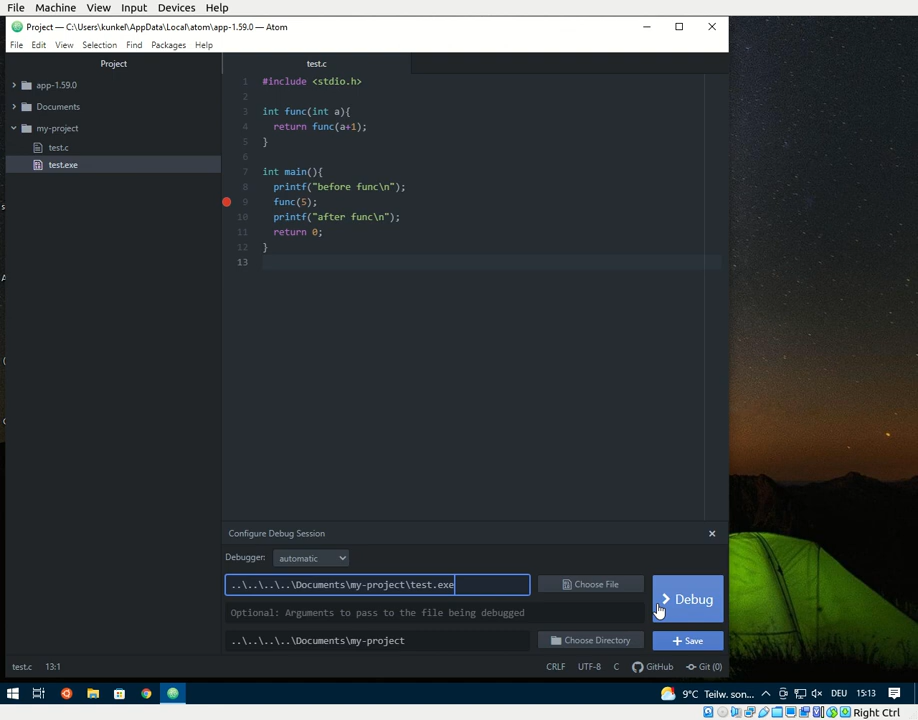 File Machine View Input Devices Help
Project — C:\Users\kunkel\AppData\Local\atom\app-1.59.0 — Atom
File Edit View Selection Find Packages Help
Project
test.c
app-1.59.0
Documents
my-project
test.c
test.exe
1 #include <stdio.h>
2
3 int func(int a){
4 return func(a+1);
5 }
6
7 int main(){
8 printf("before func\n");
9 func(5);
10 printf("after func\n");
11 return 0;
12 }
13
Configure Debug Session
Debugger: automatic
..\..\..\..\Documents\my-project\test.exe
Choose File
Debug
Optional: Arguments to pass to the file being debugged
..\..\..\..\Documents\my-project
Choose Directory
Save
test.c 13:1 CRLF UTF-8 C GitHub Git (0)
9°C Teilw. son... DEU 15:13
Right Ctrl